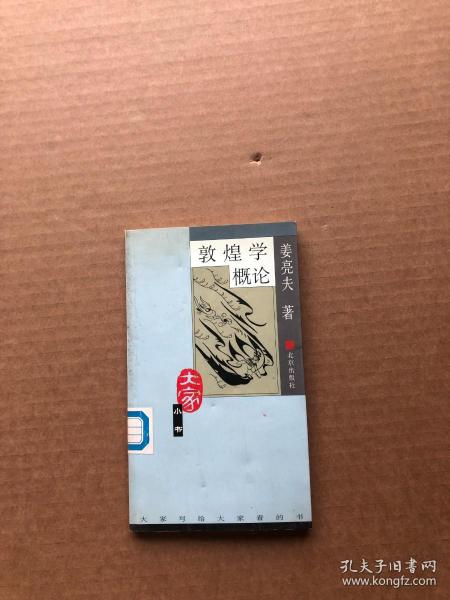 敦煌学
概论
姜亮夫 著
北京出版社
大家
小书
大家写给大家看的书
孔夫子旧书网
www.kongfz.com